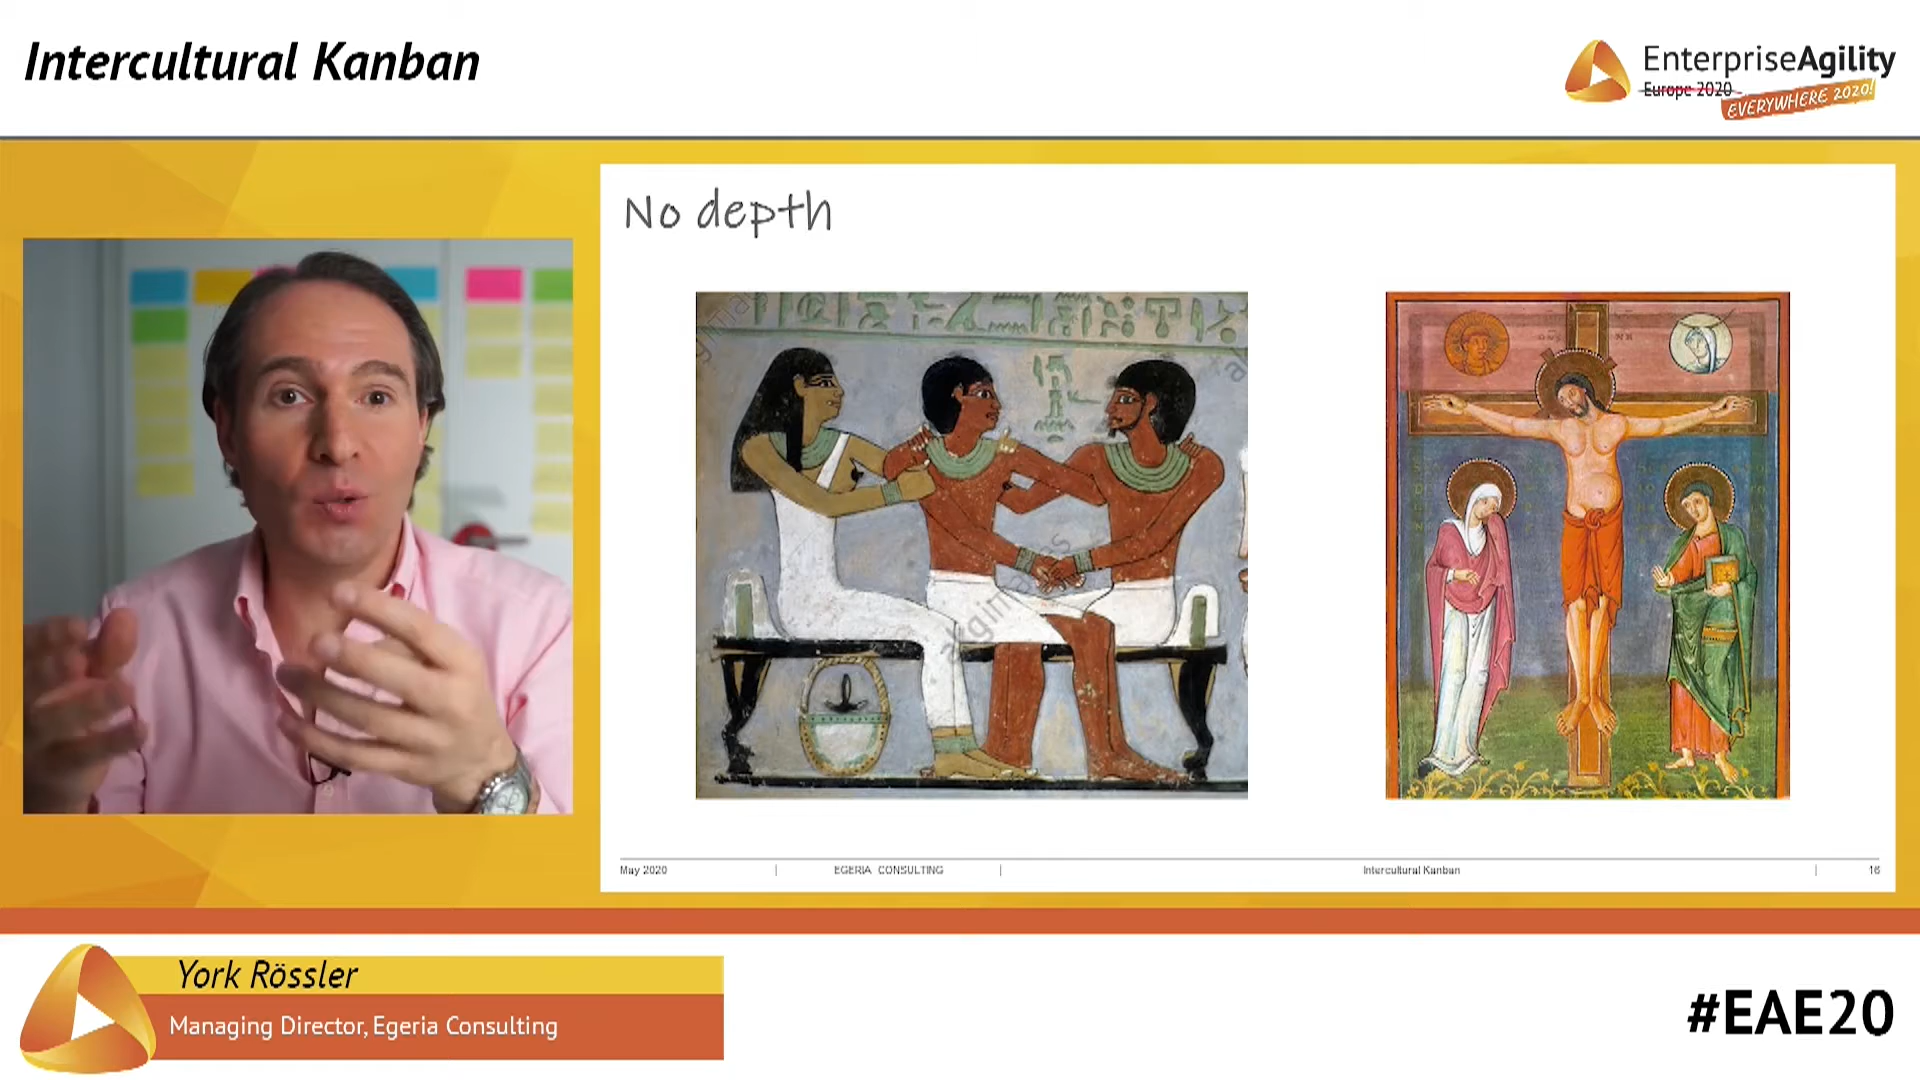 Intercultural Kanban
EnterpriseAgility
Europe 2020
EVERYWHERE 2020!
No depth
May 2020 | EGERIA CONSULTING | Intercultural Kanban | 16
York Rössler
Managing Director, Egeria Consulting
#EAE20